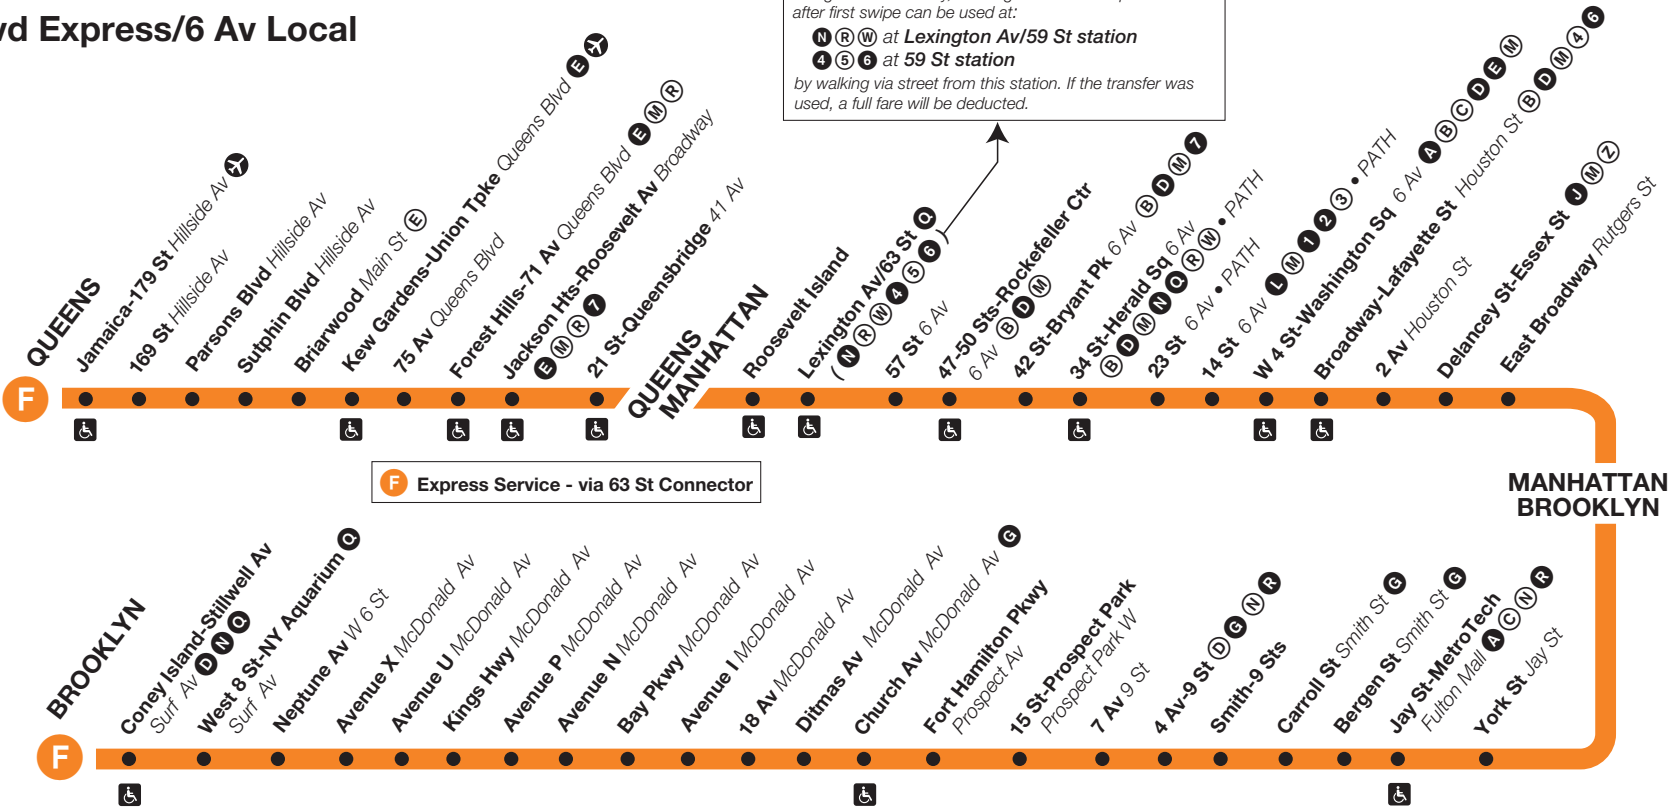 vd Express/6 Av Local
after first swipe can be used at:
N R W at Lexington Av/59 St station
4 5 6 at 59 St station
by walking via street from this station. If the transfer was
used, a full fare will be deducted.
F
QUEENS
Jamaica-179 St Hillside Av
169 St Hillside Av
Parsons Blvd Hillside Av
Sutphin Blvd Hillside Av
Briarwood Main St E
Kew Gardens-Union Tpke Queens Blvd E
75 Av Queens Blvd
Forest Hills-71 Av Queens Blvd E M R
Jackson Hts-Roosevelt Av Broadway
E M R 7
21 St-Queensbridge 41 Av
QUEENS
MANHATTAN
Roosevelt Island
Lexington Av/63 St Q
( N R W 4 5 6 )
57 St 6 Av
47-50 Sts-Rockefeller Ctr
6 Av B D M
42 St-Bryant Pk 6 Av B D M 7
34 St-Herald Sq 6 Av
B D M N Q R W • PATH
23 St 6 Av • PATH
14 St 6 Av L M 1 2 3 • PATH
W 4 St-Washington Sq 6 Av A B C D E M
Broadway-Lafayette St Houston St B D M 4 6
2 Av Houston St
Delancey St-Essex St J M Z
East Broadway Rutgers St
F Express Service - via 63 St Connector
MANHATTAN
BROOKLYN
F
BROOKLYN
Coney Island-Stillwell Av
Surf Av D N Q
West 8 St-NY Aquarium Q
Surf Av
Neptune Av W 6 St
Avenue X McDonald Av
Avenue U McDonald Av
Kings Hwy McDonald Av
Avenue P McDonald Av
Avenue N McDonald Av
Bay Pkwy McDonald Av
Avenue I McDonald Av
18 Av McDonald Av
Ditmas Av McDonald Av
Church Av McDonald Av G
Fort Hamilton Pkwy
Prospect Av
15 St-Prospect Park
Prospect Park W
7 Av 9 St
4 Av-9 St D G N R
Smith-9 Sts
Carroll St Smith St G
Bergen St Smith St G
Jay St-MetroTech
Fulton Mall A C N R
York St Jay St